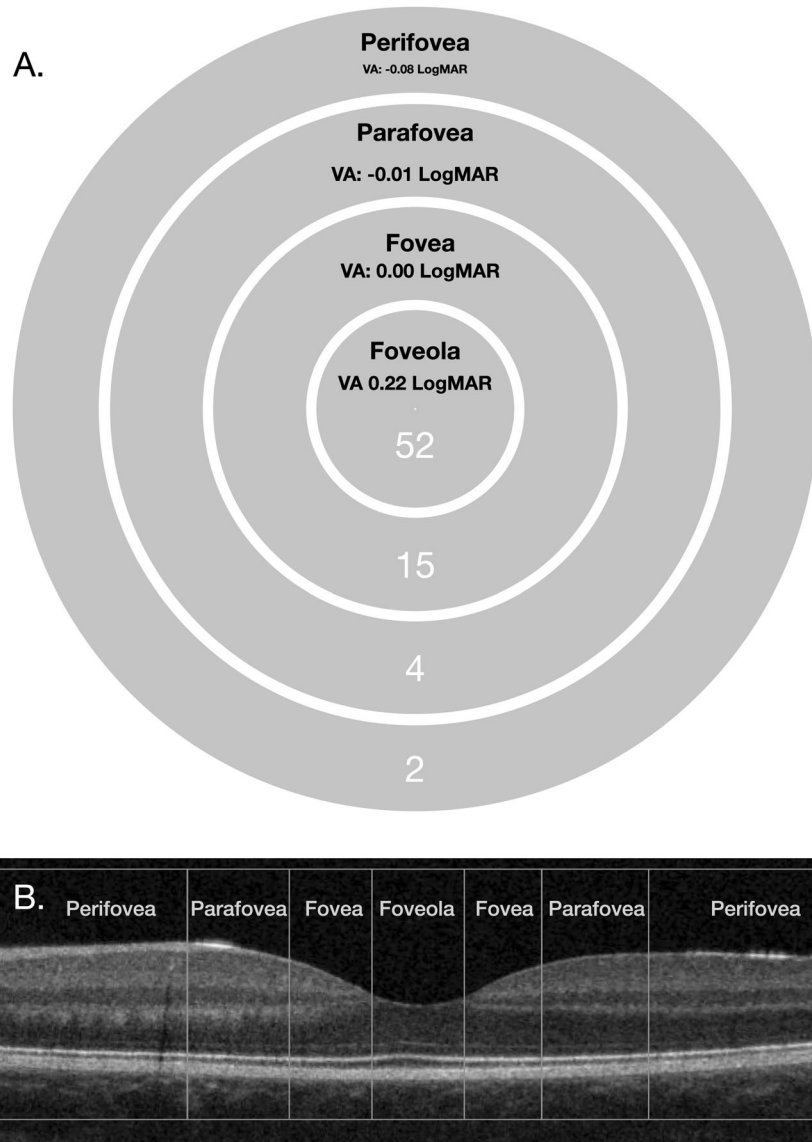 A.
Perifovea
VA: -0.08 LogMAR
Parafovea
VA: -0.01 LogMAR
Fovea
VA: 0.00 LogMAR
Foveola
VA 0.22 LogMAR
52
15
4
2
B.
Perifovea Parafovea Fovea Foveola Fovea Parafovea Perifovea